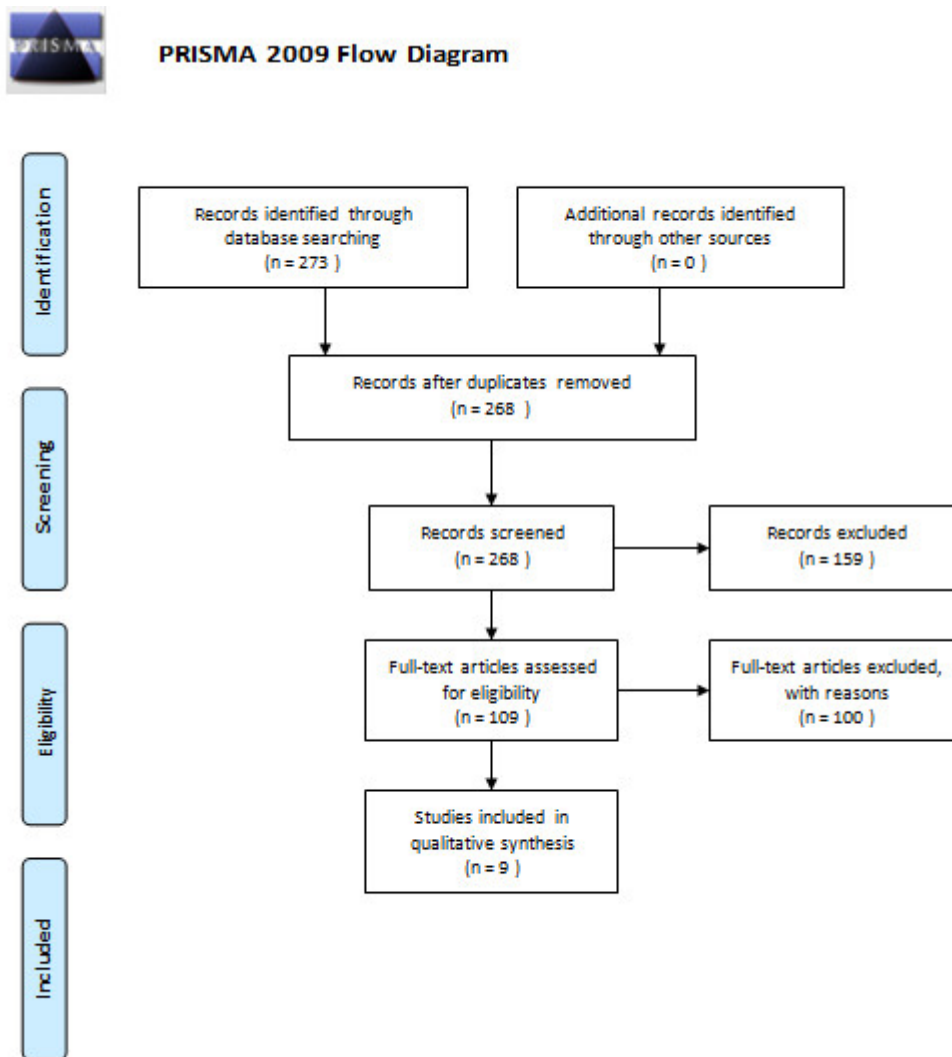 PRISMA
PRISMA 2009 Flow Diagram
Identification
Records identified through
database searching
(n = 273 )
Additional records identified
through other sources
(n = 0 )
Records after duplicates removed
(n = 268 )
Screening
Records screened
(n = 268 )
Records excluded
(n = 159 )
Eligibility
Full-text articles assessed
for eligibility
(n = 109 )
Full-text articles excluded,
with reasons
(n = 100 )
Studies included in
qualitative synthesis
(n = 9 )
Included